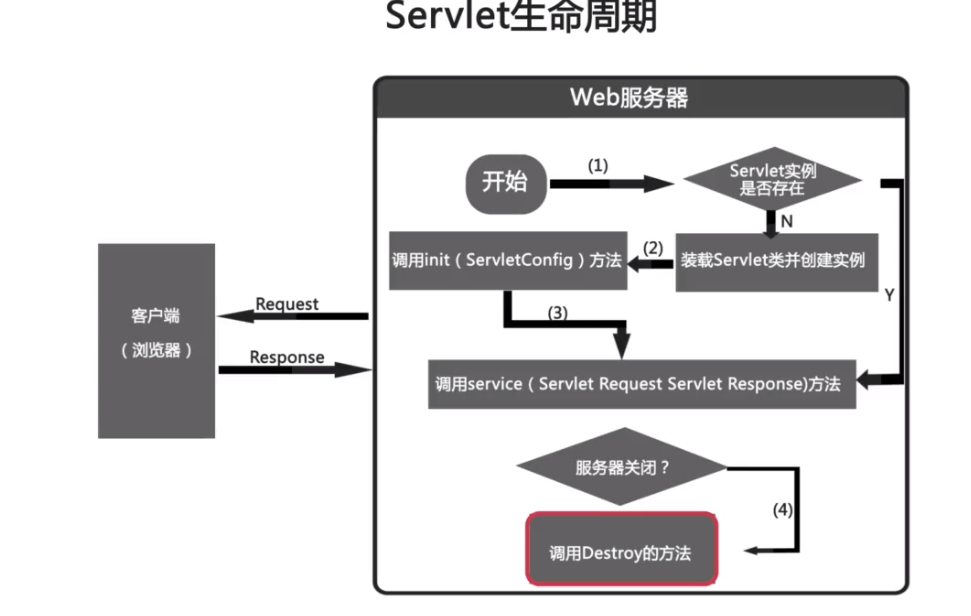 Servlet生命周期
Web服务器
开始
(1)
Servlet实例
是否存在
N
调用init（ServletConfig）方法
(2)
装载Servlet类并创建实例
Y
客户端
（浏览器）
Request
Response
(3)
调用service（Servlet Request Servlet Response)方法
服务器关闭？
(4)
调用Destroy的方法